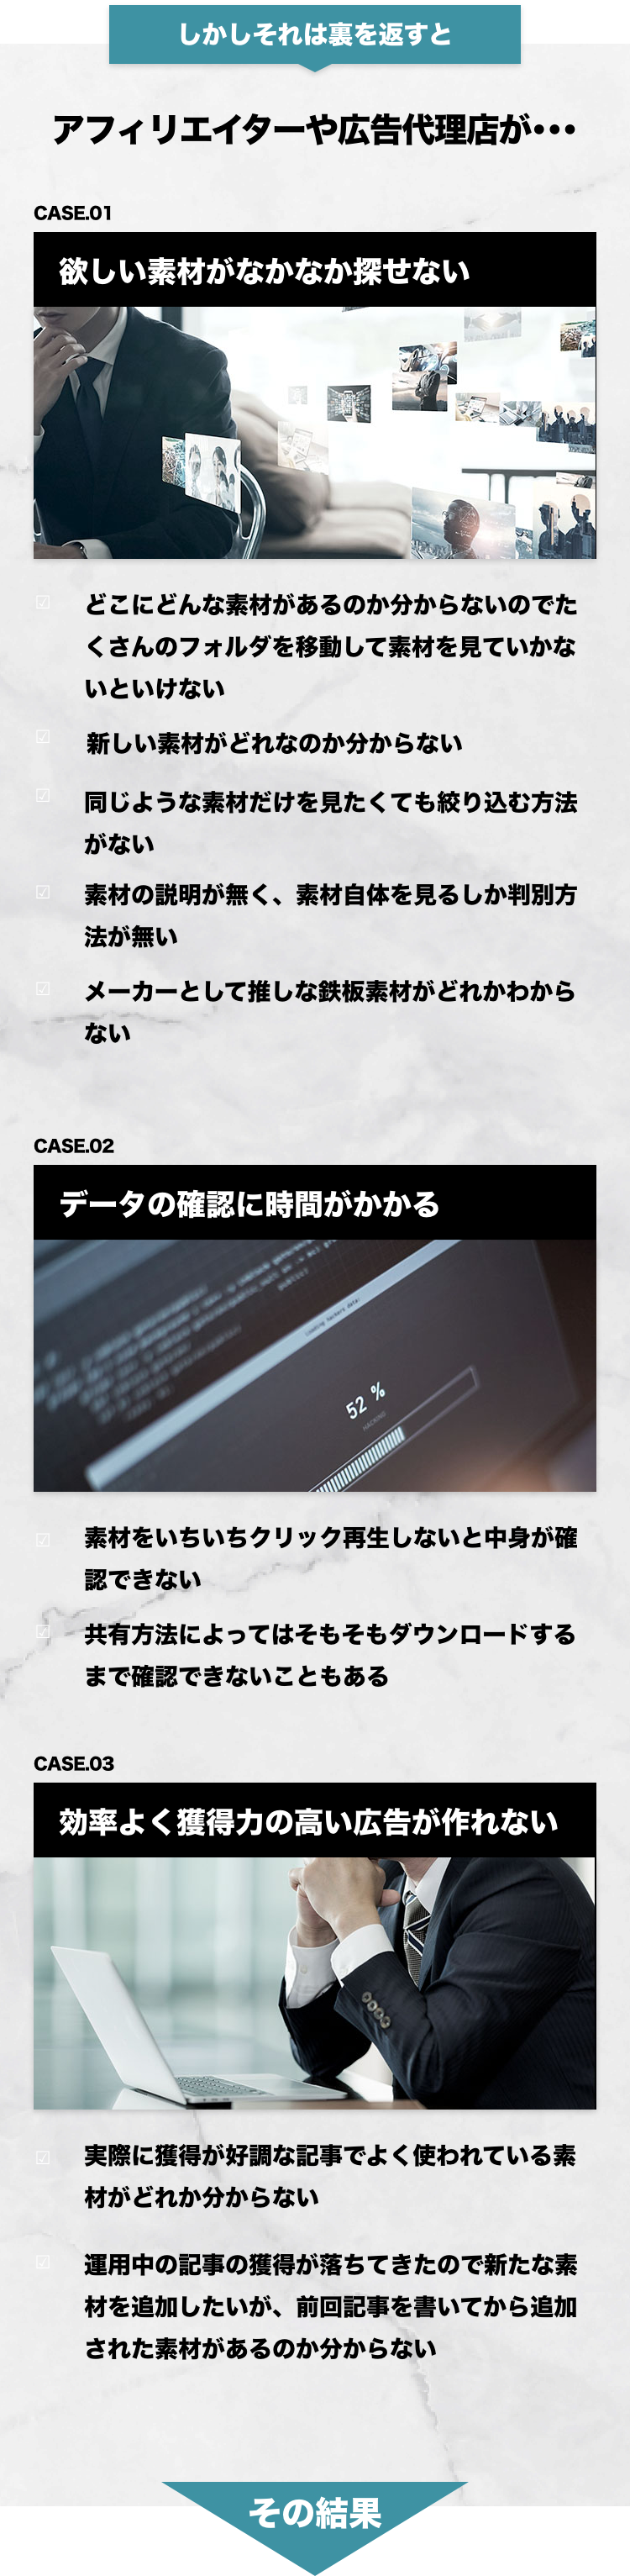 しかしそれは裏を返すと
アフィリエイターや広告代理店が・・・
CASE.01
欲しい素材がなかなか探せない
☑ どこにどんな素材があるのか分からないのでた
くさんのフォルダを移動して素材を見ていかな
いといけない
☑ 新しい素材がどれなのか分からない
☑ 同じような素材だけを見たくても絞り込む方法
がない
☑ 素材の説明が無く、素材自体を見るしか判別方
法が無い
☑ メーカーとして推しな鉄板素材がどれかわから
ない
CASE.02
データの確認に時間がかかる
52 %
HACKING
☑ 素材をいちいちクリック再生しないと中身が確
認できない
☑ 共有方法によってはそもそもダウンロードする
まで確認できないこともある
CASE.03
効率よく獲得力の高い広告が作れない
☑ 実際に獲得が好調な記事でよく使われている素
材がどれか分からない
☑ 運用中の記事の獲得が落ちてきたので新たな素
材を追加したいが、前回記事を書いてから追加
された素材があるのか分からない
その結果